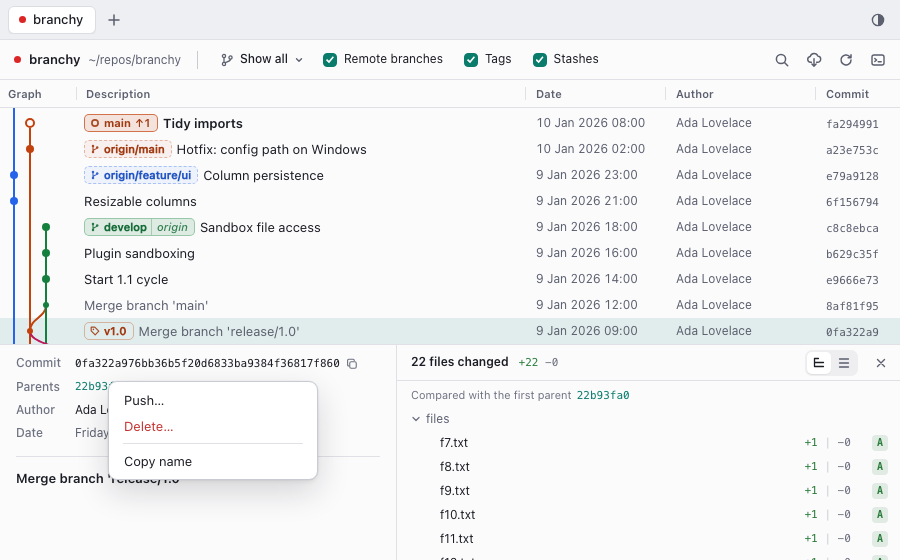 branchy
branchy ~/repos/branchy Show all Remote branches Tags Stashes
Graph Description Date Author Commit
main ↑1 Tidy imports 10 Jan 2026 08:00 Ada Lovelace fa294991
origin/main Hotfix: config path on Windows 10 Jan 2026 02:00 Ada Lovelace a23e753c
origin/feature/ui Column persistence 9 Jan 2026 23:00 Ada Lovelace e79a9128
Resizable columns 9 Jan 2026 21:00 Ada Lovelace 6f156794
develop origin Sandbox file access 9 Jan 2026 18:00 Ada Lovelace c8c8ebca
Plugin sandboxing 9 Jan 2026 16:00 Ada Lovelace b629c35f
Start 1.1 cycle 9 Jan 2026 14:00 Ada Lovelace e9666e73
Merge branch 'main' 9 Jan 2026 12:00 Ada Lovelace 8af81f95
v1.0 Merge branch 'release/1.0' 9 Jan 2026 09:00 Ada Lovelace 0fa322a9
Commit 0fa322a976bb36b5f20d6833ba9384f36817f860
Parents 22b93
Author Ada
Date Friday
Push...
Delete...
Copy name
Merge branch 'release/1.0'
22 files changed +22 −0
Compared with the first parent 22b93fa0
files
f7.txt +1 | −0 A
f8.txt +1 | −0 A
f9.txt +1 | −0 A
f10.txt +1 | −0 A
f11.txt +1 | −0 A